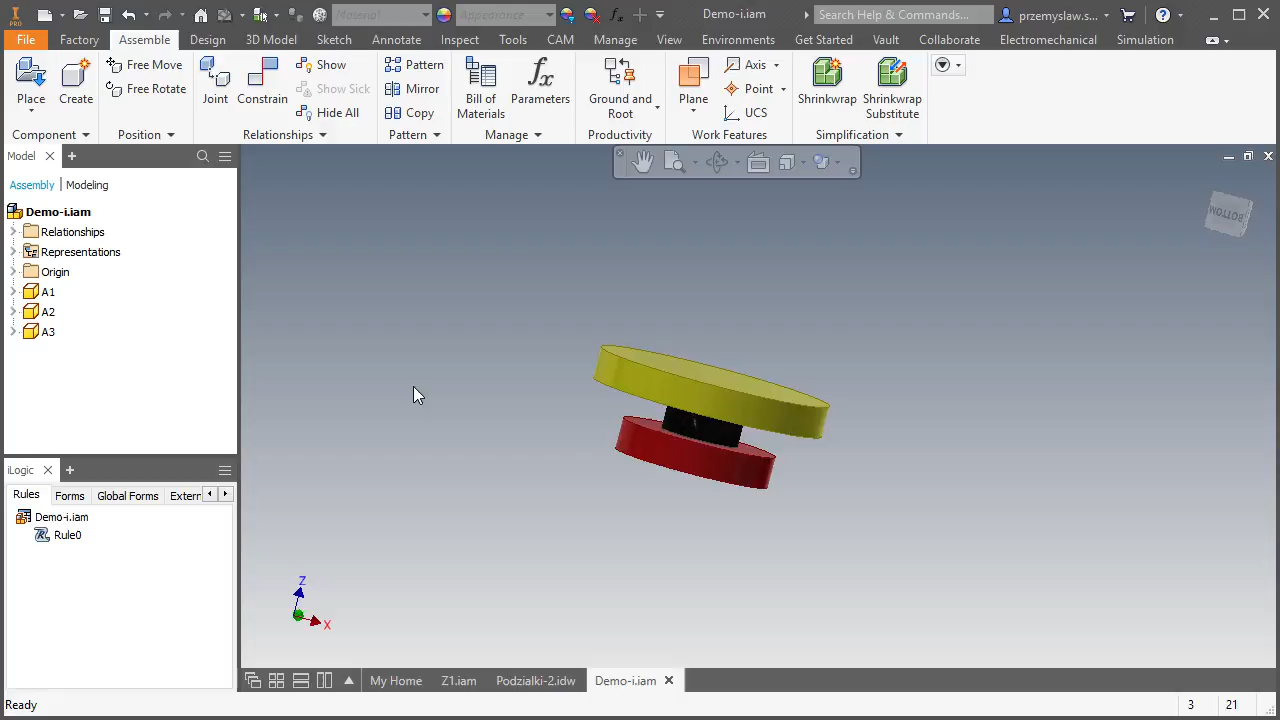 PRO
Material
Appearance
Demo-i.iam
Search Help & Commands...
przemyslaw.s...
File
Factory
Assemble
Design
3D Model
Sketch
Annotate
Inspect
Tools
CAM
Manage
View
Environments
Get Started
Vault
Collaborate
Electromechanical
Simulation
Place
Create
Free Move
Free Rotate
Joint
Constrain
Show
Show Sick
Hide All
Pattern
Mirror
Copy
Bill of
Materials
Parameters
Ground and
Root
Plane
Axis
Point
UCS
Shrinkwrap
Shrinkwrap
Substitute
Component
Position
Relationships
Pattern
Manage
Productivity
Work Features
Simplification
Model
Assembly
Modeling
Demo-i.iam
Relationships
Representations
Origin
A1
A2
A3
BOTTOM
iLogic
Rules
Forms
Global Forms
Extern
Demo-i.iam
Rule0
Z
X
My Home
Z1.iam
Podzialki-2.idw
Demo-i.iam
Ready
3
21